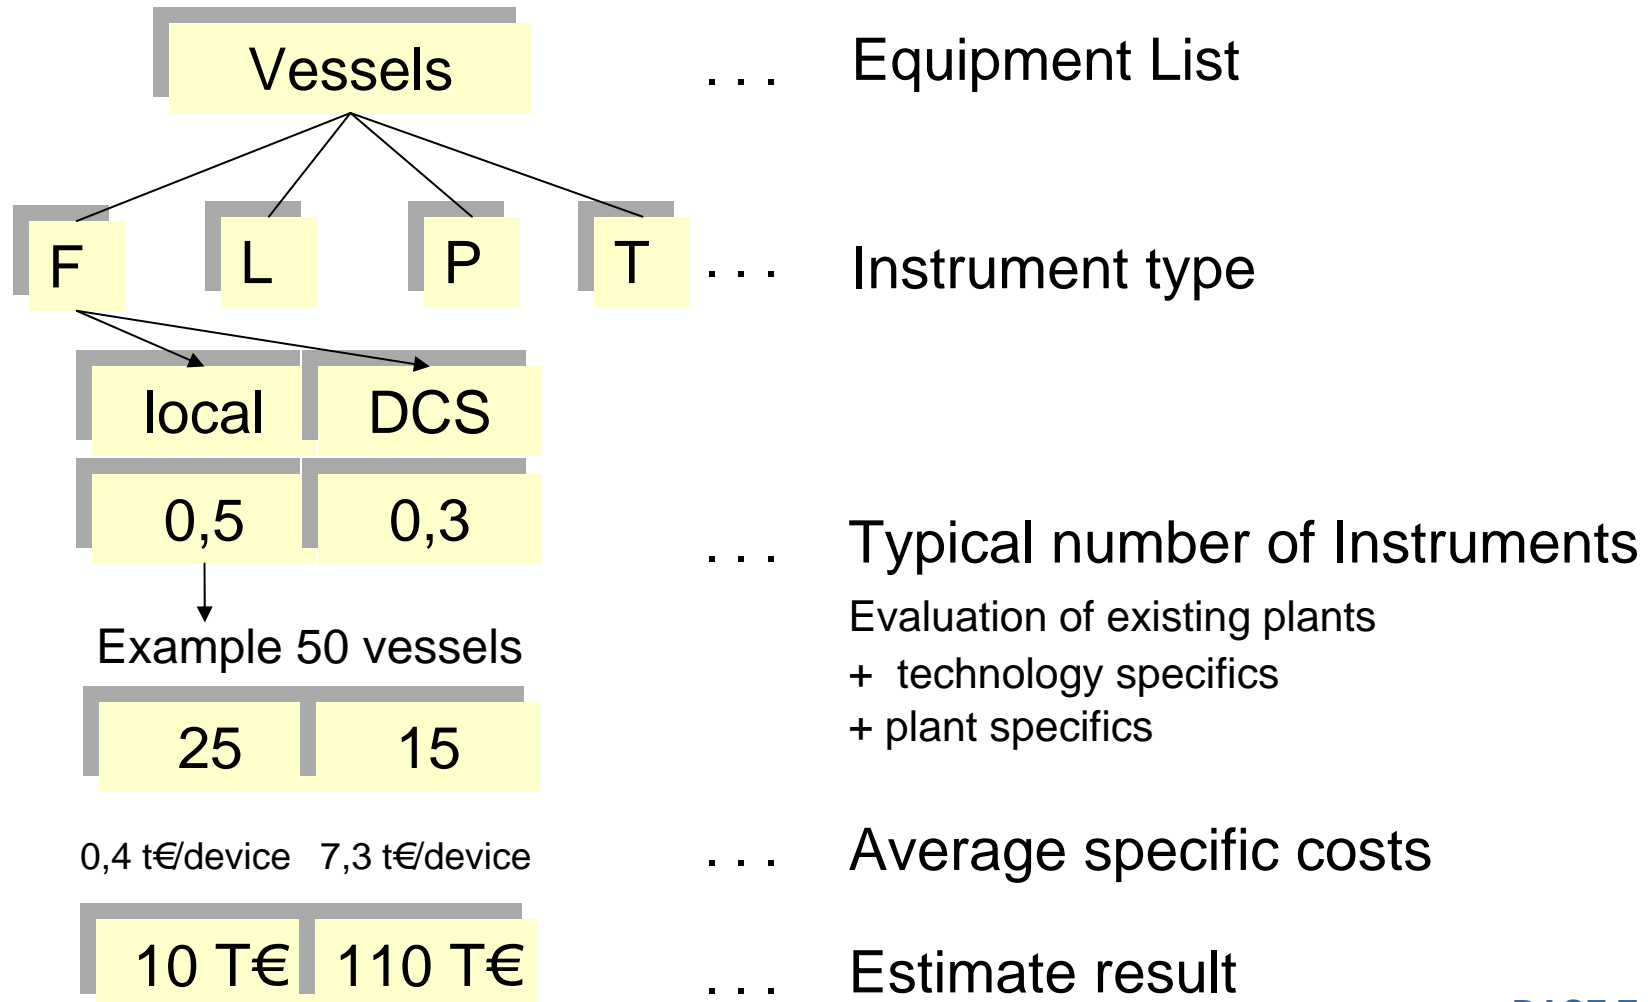 Vessels . . . Equipment List
F L P T . . . Instrument type
local DCS
0,5 0,3 . . . Typical number of Instruments
Evaluation of existing plants
Example 50 vessels
+ technology specifics
+ plant specifics
25 15
0,4 t€/device 7,3 t€/device . . . Average specific costs
10 T€ 110 T€ . . . Estimate result